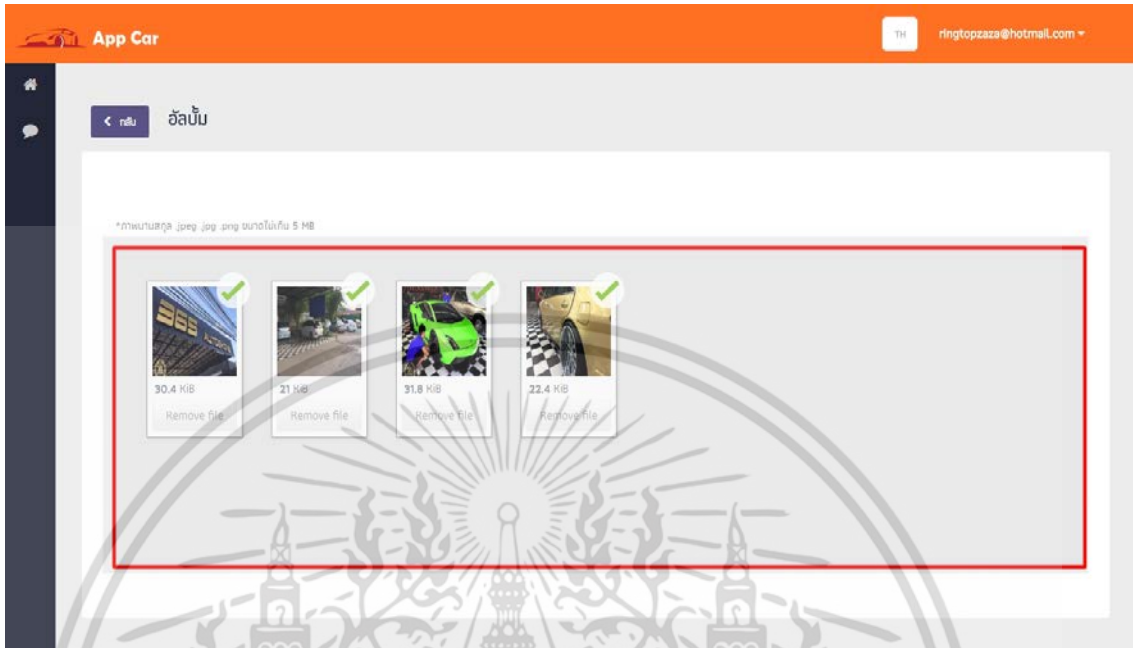 App Car
TH
ringtopzaza@hotmail.com
กลับ
อัลบั้ม
*ภาพนามสกุล .jpeg .jpg .png ขนาดไม่เกิน 5 MB
30.4 KiB
21 KiB
31.8 KiB
22.4 KiB
Remove file
Remove file
Remove file
Remove file